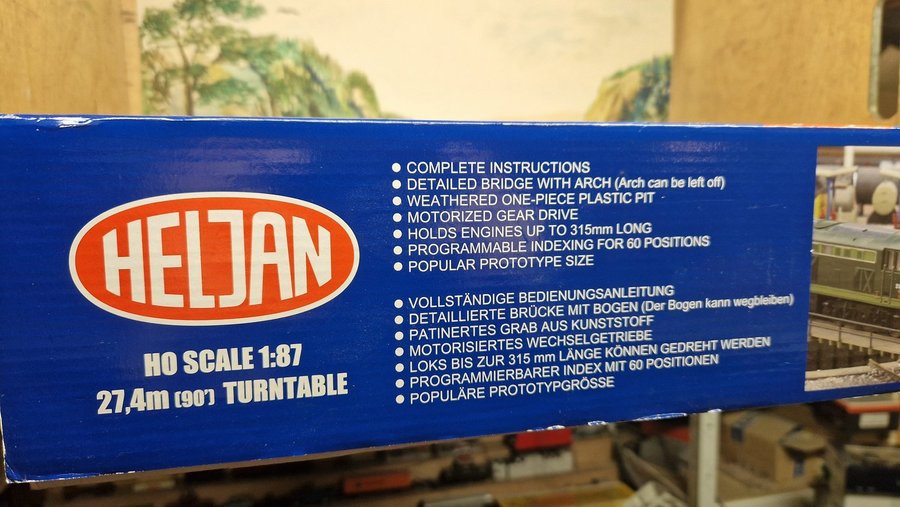 HELJAN
HO SCALE 1:87
27,4m (90') TURNTABLE
● COMPLETE INSTRUCTIONS
● DETAILED BRIDGE WITH ARCH (Arch can be left off)
● WEATHERED ONE-PIECE PLASTIC PIT
● MOTORIZED GEAR DRIVE
● HOLDS ENGINES UP TO 315mm LONG
● PROGRAMMABLE INDEXING FOR 60 POSITIONS
● POPULAR PROTOTYPE SIZE
● VOLLSTÄNDIGE BEDIENUNGSANLEITUNG
● DETAILLIERTE BRÜCKE MIT BOGEN (Der Bogen kann wegbleiben)
● PATINERTES GRAB AUS KUNSTSTOFF
● MOTORISIERTES WECHSELGETRIEBE
● LOKS BIS ZUR 315 mm LÄNGE KÖNNEN GEDREHT WERDEN
● PROGRAMMIERBARER INDEX MIT 60 POSITIONEN
● POPULÄRE PROTOTYPGRÖSSE